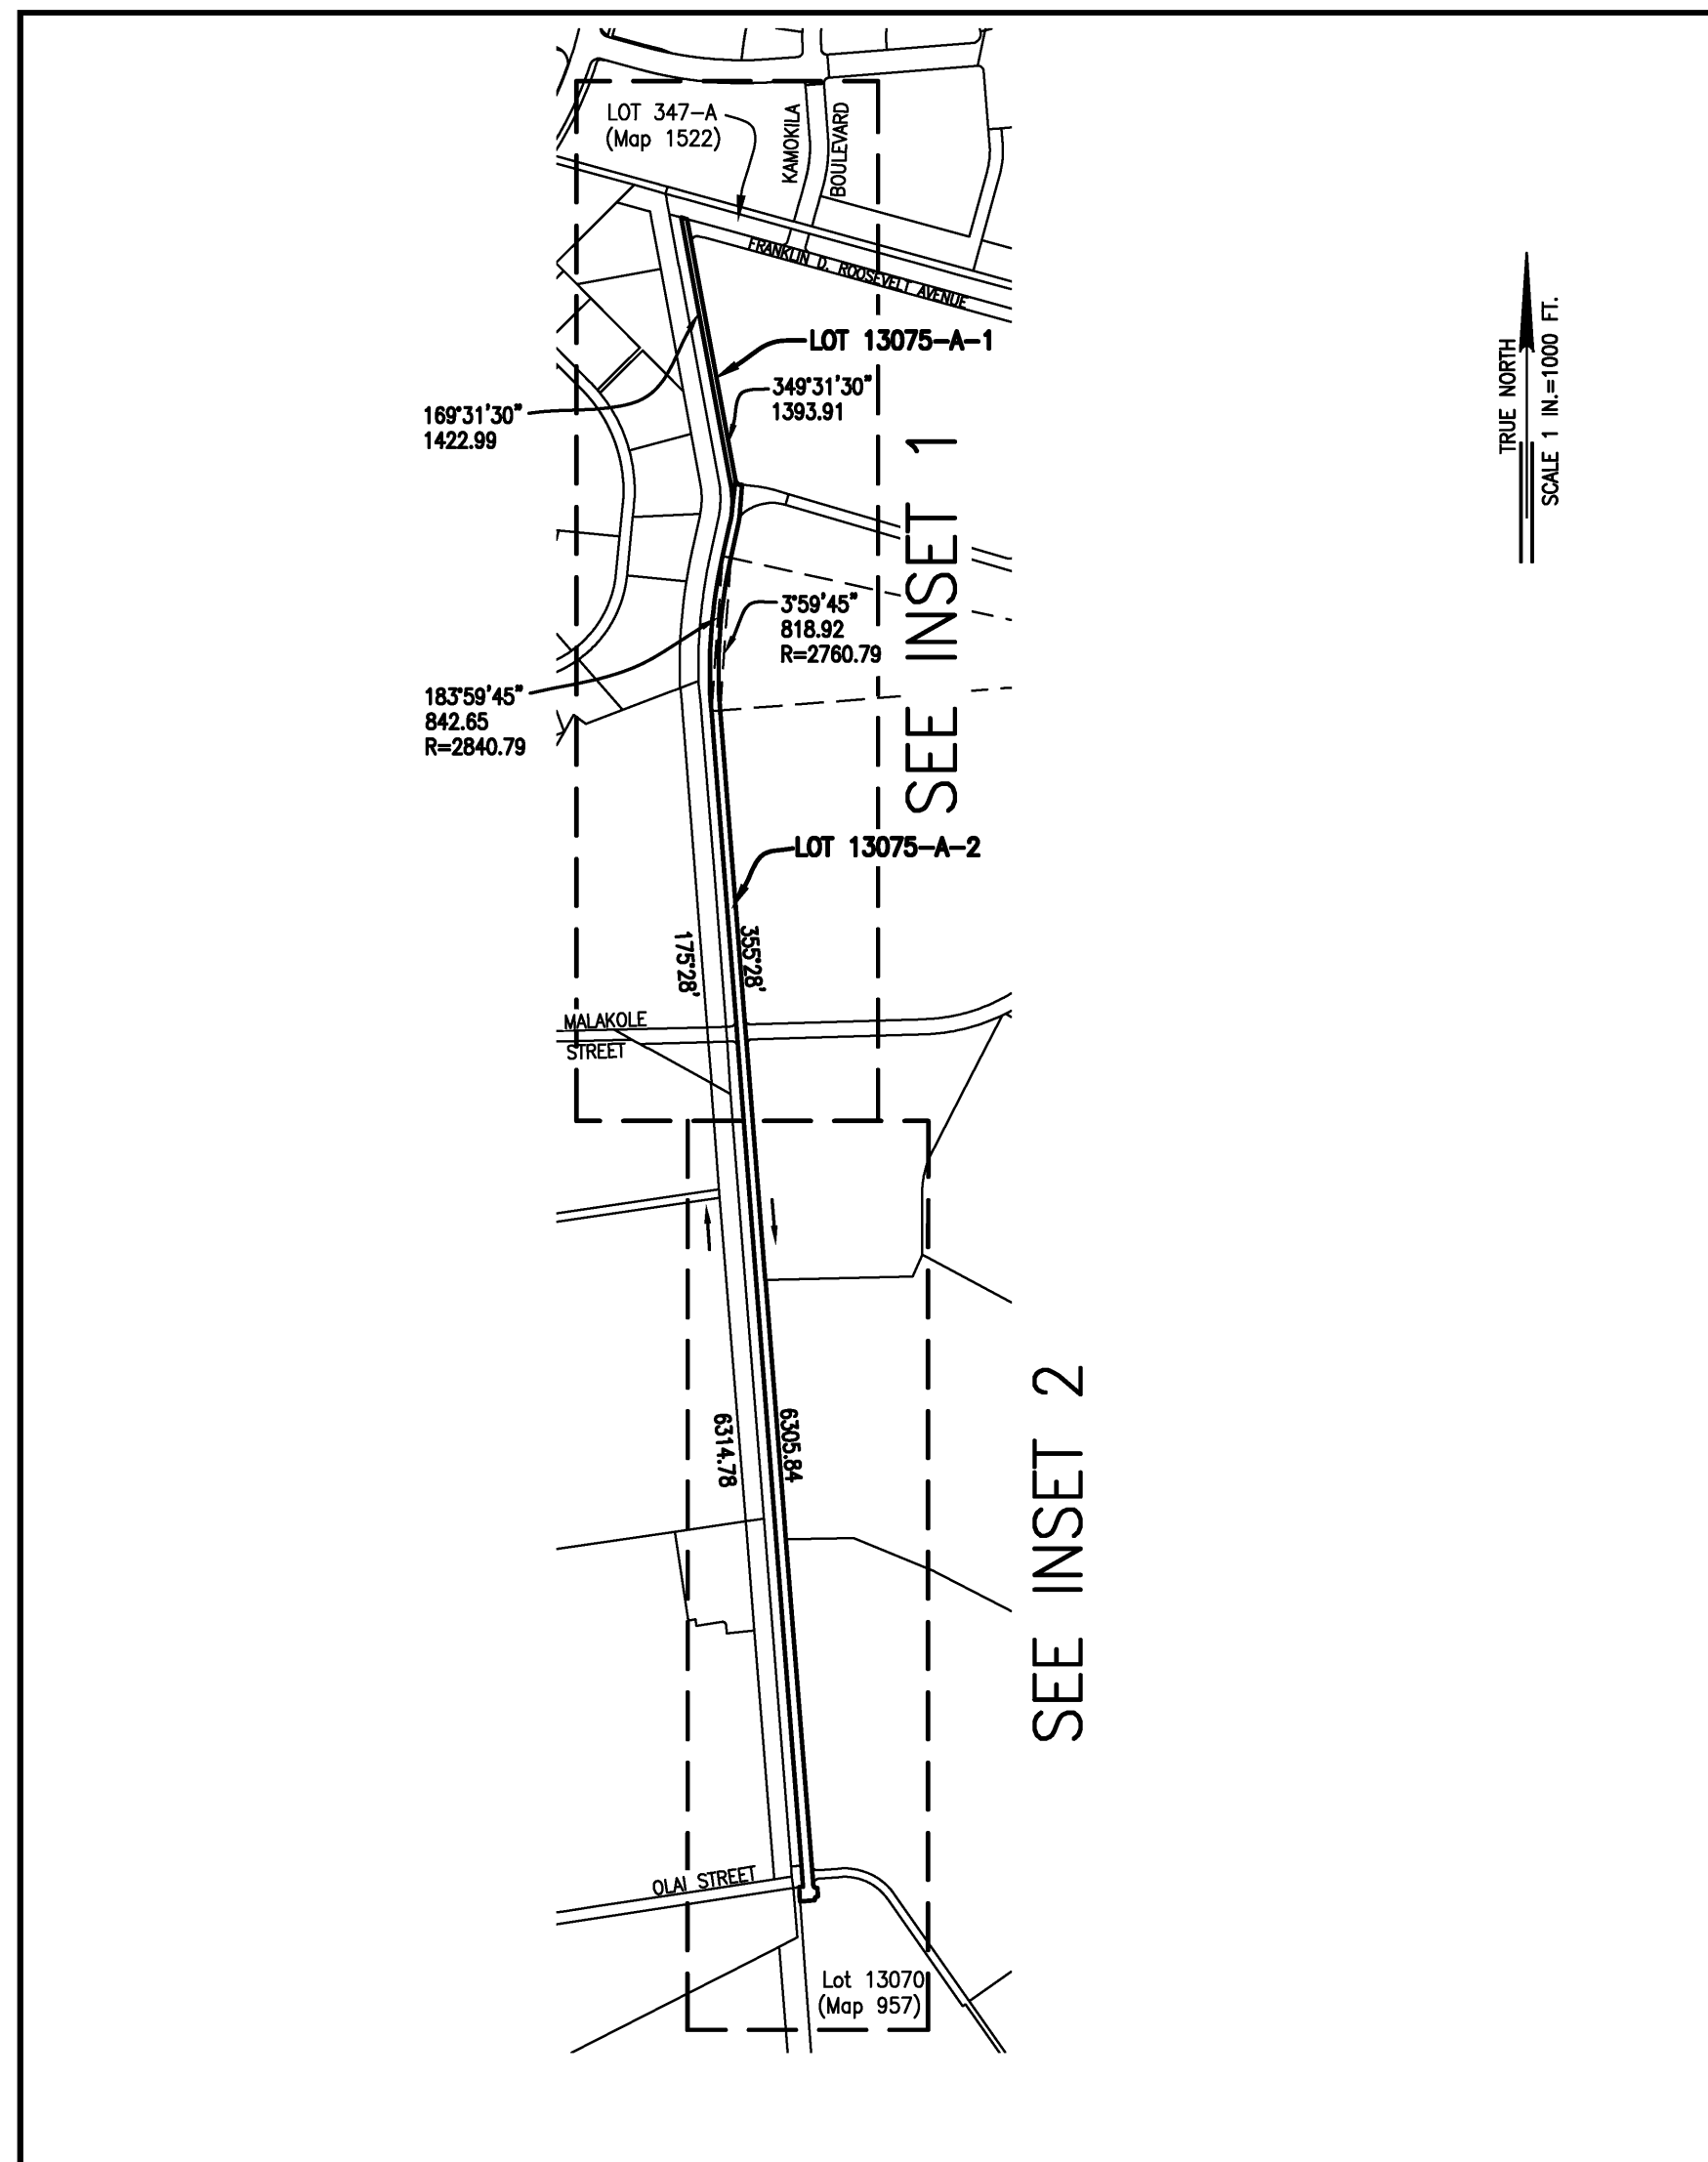 LOT 347-A
(Map 1522)
KAMOKILA
BOULEVARD
FRANKLIN D. ROOSEVELT AVENUE
LOT 13075-A-1
349°31'30"
1393.91
169°31'30"
1422.99
SEE INSET 1
TRUE NORTH
SCALE 1 IN.=1000 FT.
3°59'45"
818.92
R=2760.79
183°59'45"
842.65
R=2840.79
LOT 13075-A-2
175°28'
355°28'
MALAKOLE
STREET
6314.78
6305.84
SEE INSET 2
OLAI STREET
Lot 13070
(Map 957)